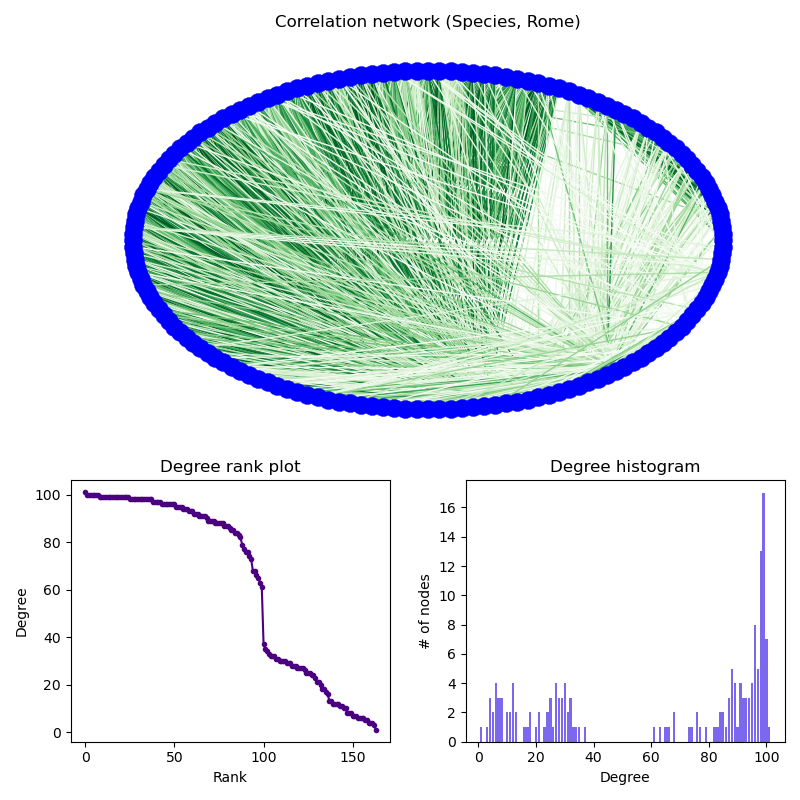 Correlation network (Species, Rome)
Degree rank plot
Degree
100
80
60
40
20
0
0 50 100 150
Rank
Degree histogram
# of nodes
16
14
12
10
8
6
4
2
0
0 20 40 60 80 100
Degree